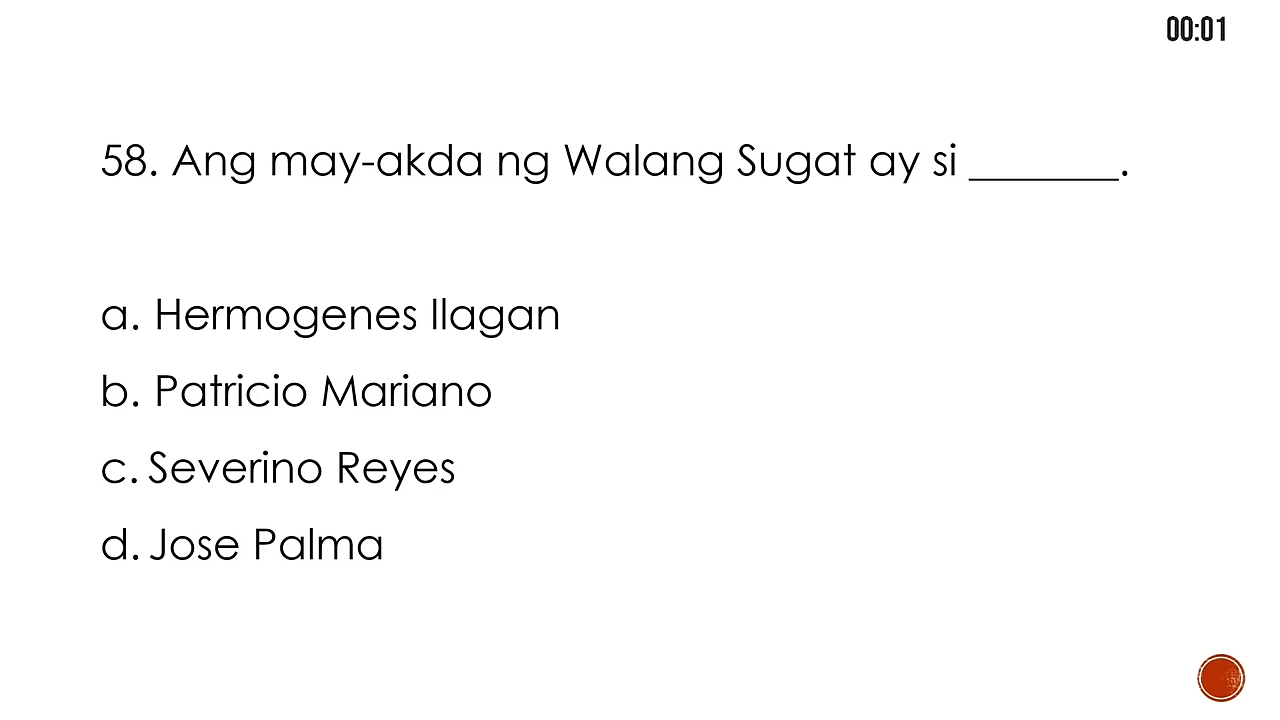 00:01
58. Ang may-akda ng Walang Sugat ay si _______.
a. Hermogenes Ilagan
b. Patricio Mariano
c. Severino Reyes
d. Jose Palma